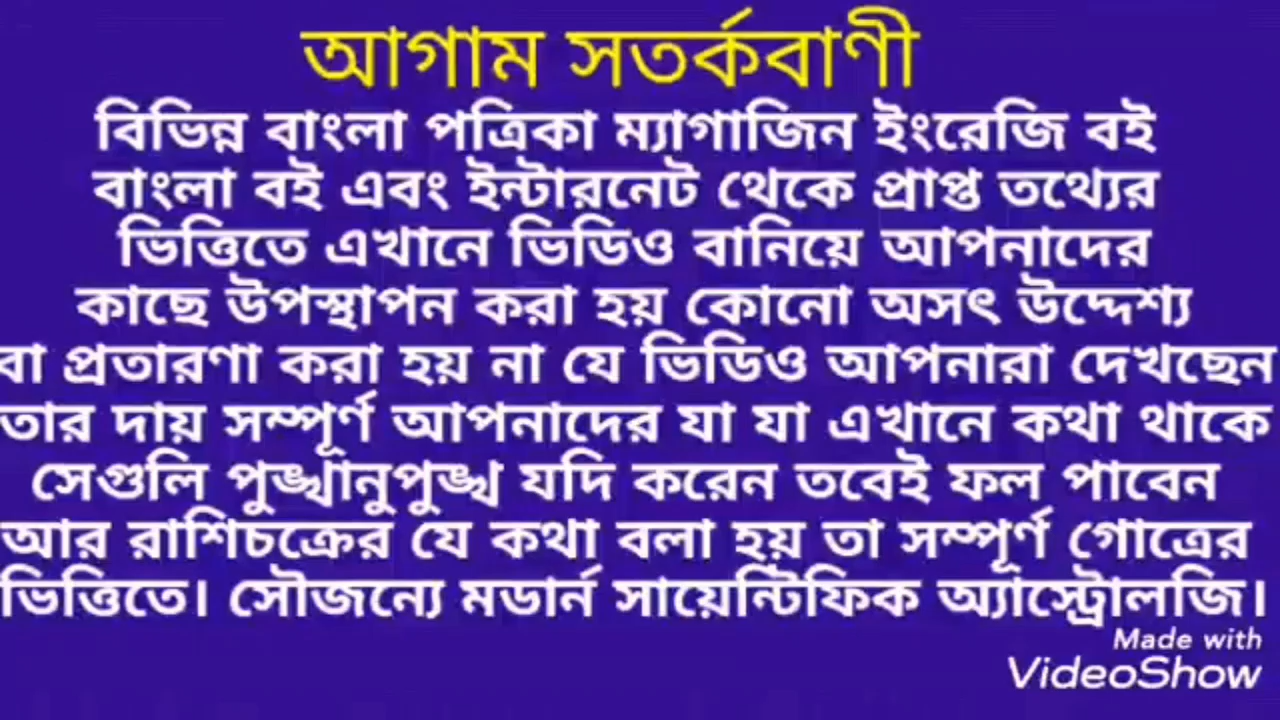 আগাম সতর্কবাণী
বিভিন্ন বাংলা পত্রিকা ম্যাগাজিন ইংরেজি বই
বাংলা বই এবং ইন্টারনেট থেকে প্রাপ্ত তথ্যের
ভিত্তিতে এখানে ভিডিও বানিয়ে আপনাদের
কাছে উপস্থাপন করা হয় কোনো অসৎ উদ্দেশ্য
বা প্রতারণা করা হয় না যে ভিডিও আপনারা দেখছেন
তার দায় সম্পূর্ণ আপনাদের যা যা এখানে কথা থাকে
সেগুলি পুঙ্খানুপুঙ্খ যদি করেন তবেই ফল পাবেন
আর রাশিচক্রের যে কথা বলা হয় তা সম্পূর্ণ গোত্রের
ভিত্তিতে। সৌজন্যে মডার্ন সায়েন্টিফিক অ্যাস্ট্রোলজি।
Made with
VideoShow